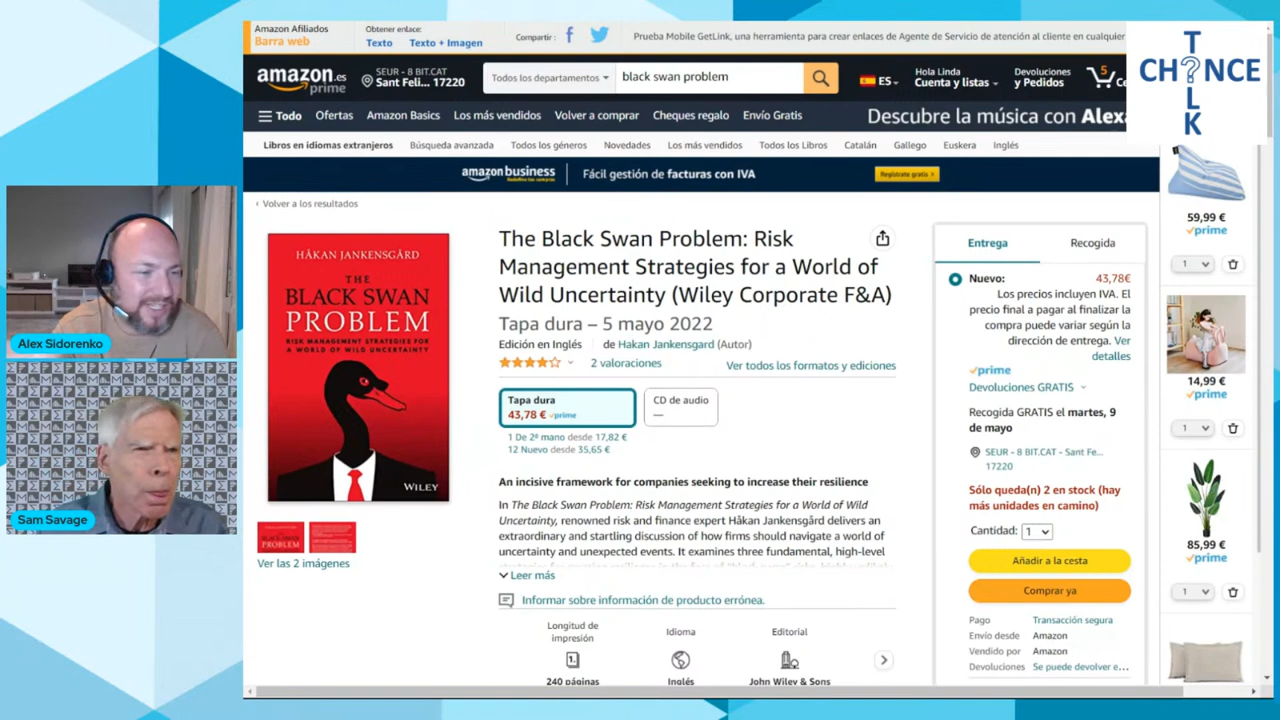 Amazon Afiliados
Barra web
Obtener enlace:
Texto
Texto + Imagen
Compartir :
Prueba Mobile GetLink, una herramienta para crear enlaces de Agente de Servicio de atención al cliente en cualquier
TALK
CHANCE
amazon.es
prime
SEUR - 8 BIT.CAT
Sant Feli... 17220
Todos los departamentos
black swan problem
ES
Hola Linda
Cuenta y listas
Devoluciones
y Pedidos
5
Todo
Ofertas
Amazon Basics
Los más vendidos
Volver a comprar
Cheques regalo
Envío Gratis
Descubre la música con Alexa
Libros en idiomas extranjeros
Búsqueda avanzada
Todos los géneros
Novedades
Los más vendidos
Todos los Libros
Catalán
Gallego
Euskera
Inglés
amazon business
Fácil gestión de facturas con IVA
Regístrate gratis >
‹ Volver a los resultados
HÅKAN JANKENSGÅRD
THE
BLACK SWAN
PROBLEM
RISK MANAGEMENT STRATEGIES FOR
A WORLD OF WILD UNCERTAINTY
WILEY
Ver las 2 imágenes
The Black Swan Problem: Risk
Management Strategies for a World of
Wild Uncertainty (Wiley Corporate F&A)
Tapa dura – 5 mayo 2022
Edición en Inglés
de Hakan Jankensgard (Autor)
2 valoraciones
Ver todos los formatos y ediciones
Tapa dura
43,78 € prime
CD de audio
—
1 De 2ª mano desde 17,82 €
12 Nuevo desde 35,65 €
An incisive framework for companies seeking to increase their resilience
In The Black Swan Problem: Risk Management Strategies for a World of Wild
Uncertainty, renowned risk and finance expert Håkan Jankensgård delivers an
extraordinary and startling discussion of how firms should navigate a world of
uncertainty and unexpected events. It examines three fundamental, high-level
Leer más
Informar sobre información de producto errónea.
Longitud de
impresión
240 páginas
Idioma
Inglés
Editorial
John Wiley & Sons
Entrega
Recogida
Nuevo:
43,78€
Los precios incluyen IVA. El
precio final a pagar al finalizar la
compra puede variar según la
dirección de entrega. Ver
detalles
prime
Devoluciones GRATIS
Recogida GRATIS el martes, 9
de mayo
SEUR - 8 BIT.CAT - Sant Fe...
17220
Sólo queda(n) 2 en stock (hay
más unidades en camino)
Cantidad: 1
Añadir a la cesta
Comprar ya
Pago
Transacción segura
Envío desde
Amazon
Vendido por
Amazon
Devoluciones
Se puede devolver e...
59,99 €
prime
1
14,99 €
prime
1
85,99 €
prime
1
Alex Sidorenko
Sam Savage